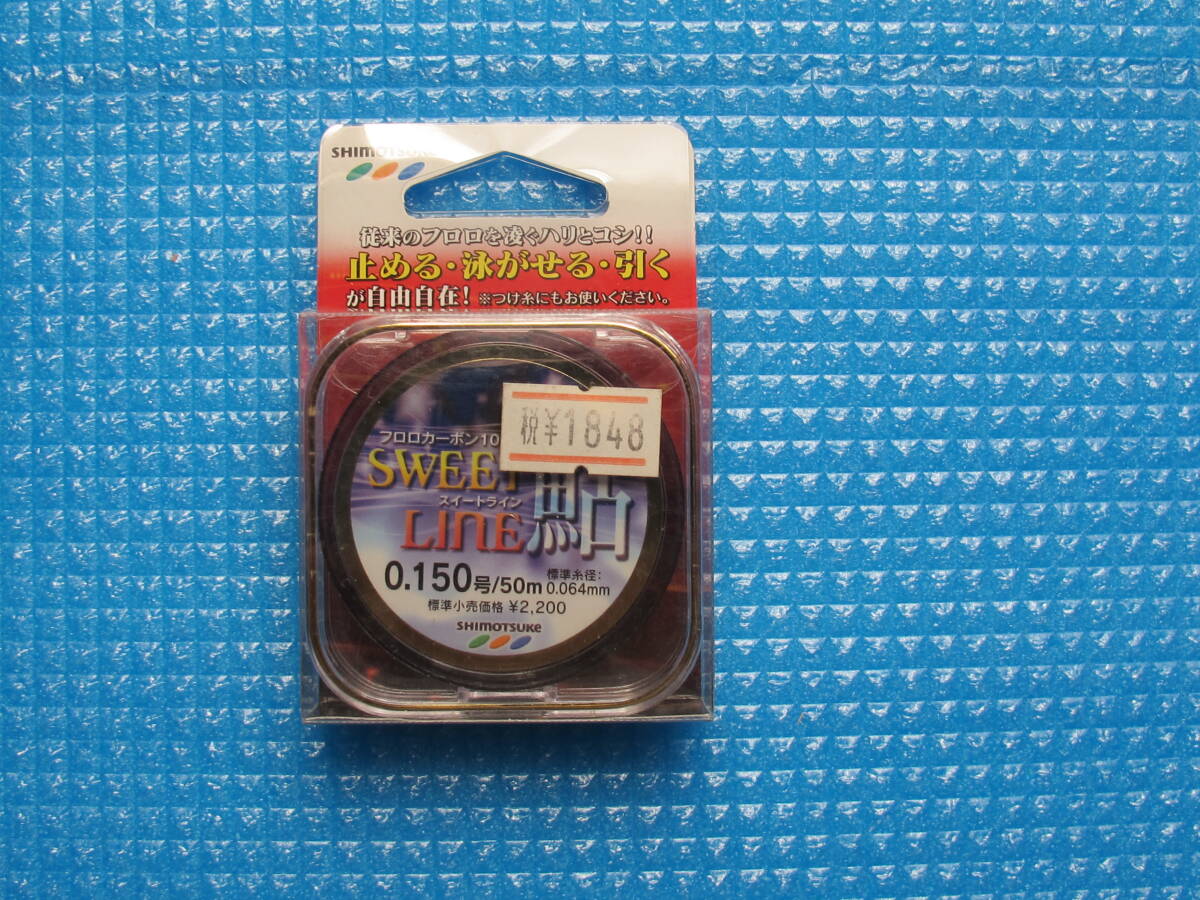 SHIMOTSUKE
従来のフロロを凌ぐハリとコシ!!
止める・泳がせる・引く
が自由自在! ※つけ糸にもお使いください。
税¥1848
フロロカーボン10
SWEET
スイートライン
LINE 鮎
0.150号/50m 標準糸径:
0.064mm
標準小売価格 ¥2,200
SHIMOTSUKE